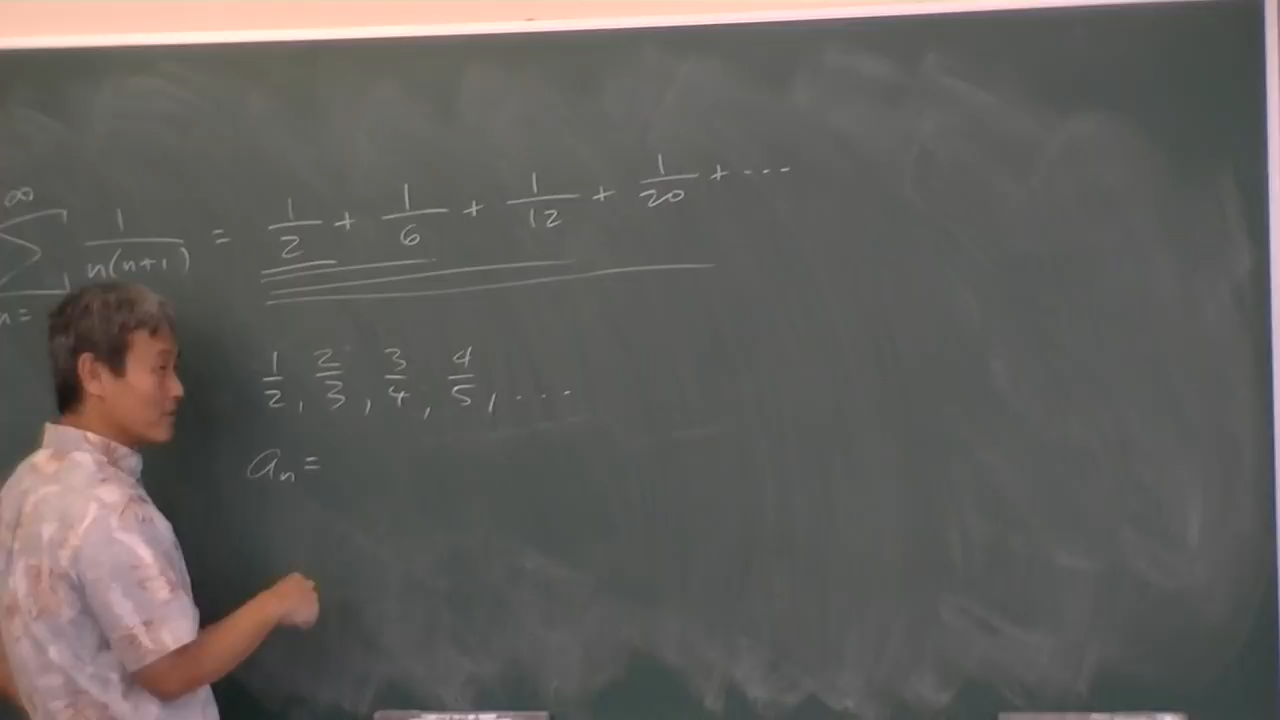 ∞
∑ 1/n(n+1) = 1/2 + 1/6 + 1/12 + 1/20 + ...
n=
1/2, 2/3, 3/4, 4/5, ...
aₙ =